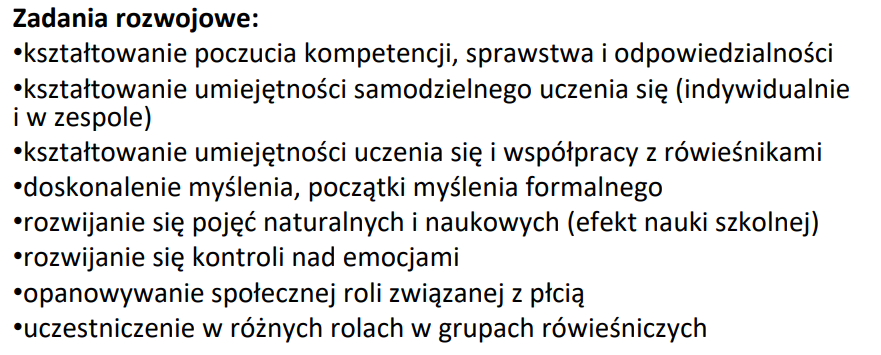 Zadania rozwojowe:
•kształtowanie poczucia kompetencji, sprawstwa i odpowiedzialności
•kształtowanie umiejętności samodzielnego uczenia się (indywidualnie
i w zespole)
•kształtowanie umiejętności uczenia się i współpracy z rówieśnikami
•doskonalenie myślenia, początki myślenia formalnego
•rozwijanie się pojęć naturalnych i naukowych (efekt nauki szkolnej)
•rozwijanie się kontroli nad emocjami
•opanowywanie społecznej roli związanej z płcią
•uczestniczenie w różnych rolach w grupach rówieśniczych